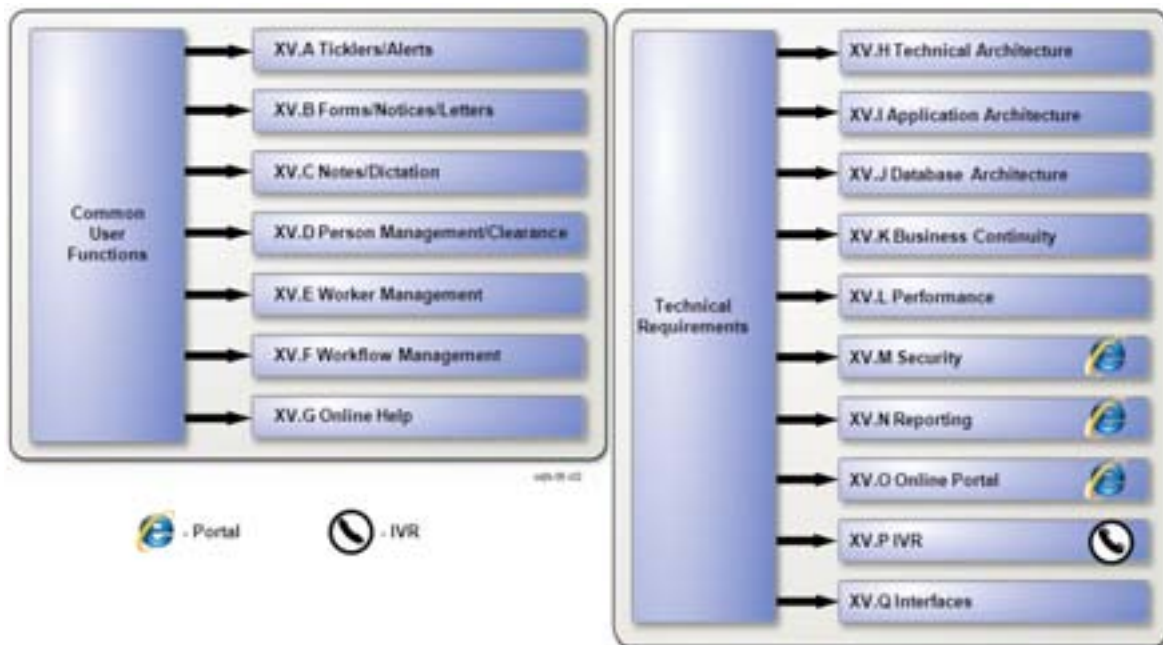 Common
User
Functions
XV.A Ticklers/Alerts
XV.B Forms/Notices/Letters
XV.C Notes/Dictation
XV.D Person Management/Clearance
XV.E Worker Management
XV.F Workflow Management
XV.G Online Help
- Portal
- IVR
Technical
Requirements
XV.H Technical Architecture
XV.I Application Architecture
XV.J Database Architecture
XV.K Business Continuity
XV.L Performance
XV.M Security
XV.N Reporting
XV.O Online Portal
XV.P IVR
XV.Q Interfaces